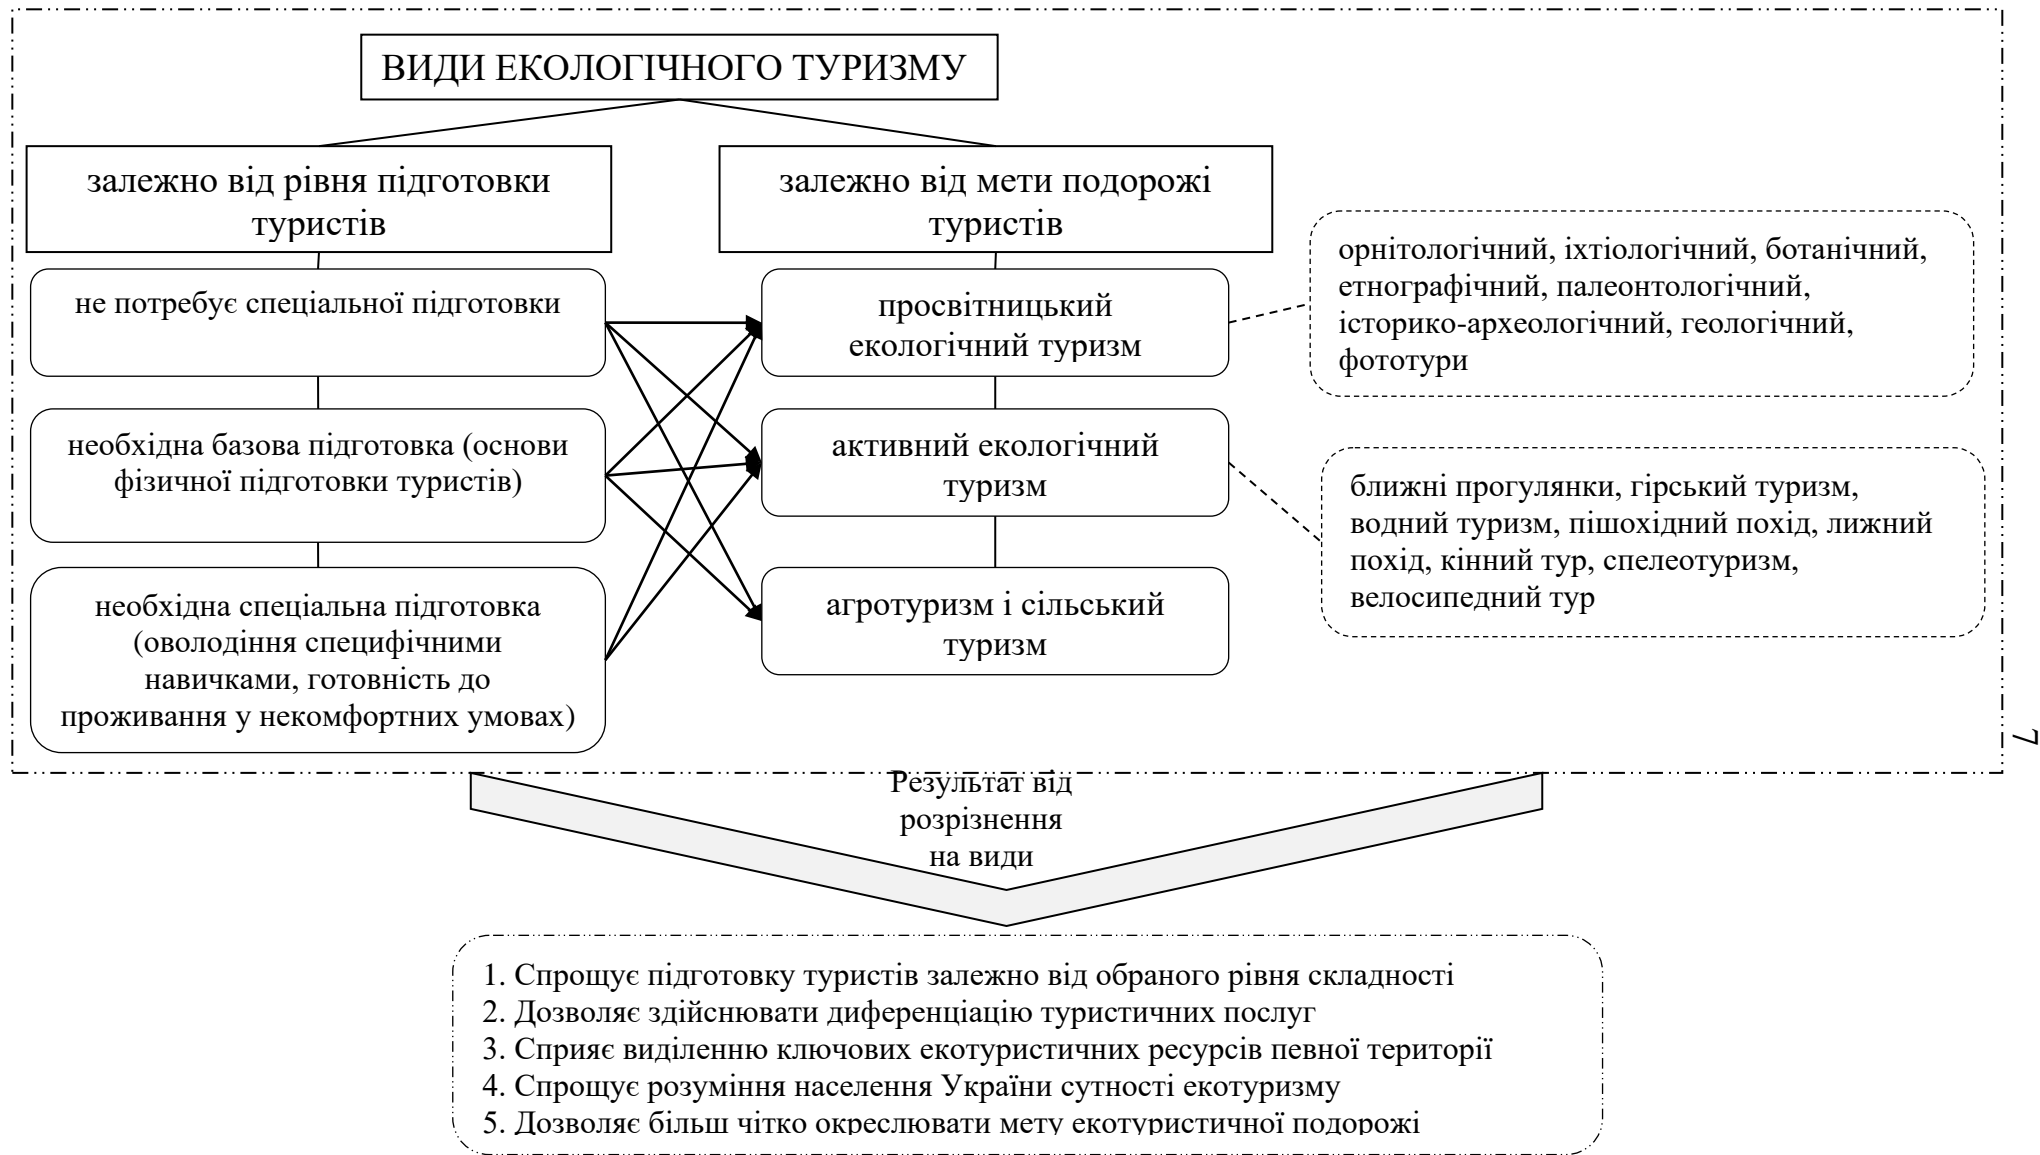 ВИДИ ЕКОЛОГІЧНОГО ТУРИЗМУ
залежно від рівня підготовки
туристів
залежно від мети подорожі
туристів
не потребує спеціальної підготовки
необхідна базова підготовка (основи
фізичної підготовки туристів)
необхідна спеціальна підготовка
(оволодіння специфічними
навичками, готовність до
проживання у некомфортних умовах)
просвітницький
екологічний туризм
активний екологічний
туризм
агротуризм і сільський
туризм
орнітологічний, іхтіологічний, ботанічний,
етнографічний, палеонтологічний,
історико-археологічний, геологічний,
фототури
ближні прогулянки, гірський туризм,
водний туризм, пішохідний похід, лижний
похід, кінний тур, спелеотуризм,
велосипедний тур
7
Результат від
розрізнення
на види
1. Спрощує підготовку туристів залежно від обраного рівня складності
2. Дозволяє здійснювати диференціацію туристичних послуг
3. Сприяє виділенню ключових екотуристичних ресурсів певної території
4. Спрощує розуміння населення України сутності екотуризму
5. Дозволяє більш чітко окреслювати мету екотуристичної подорожі